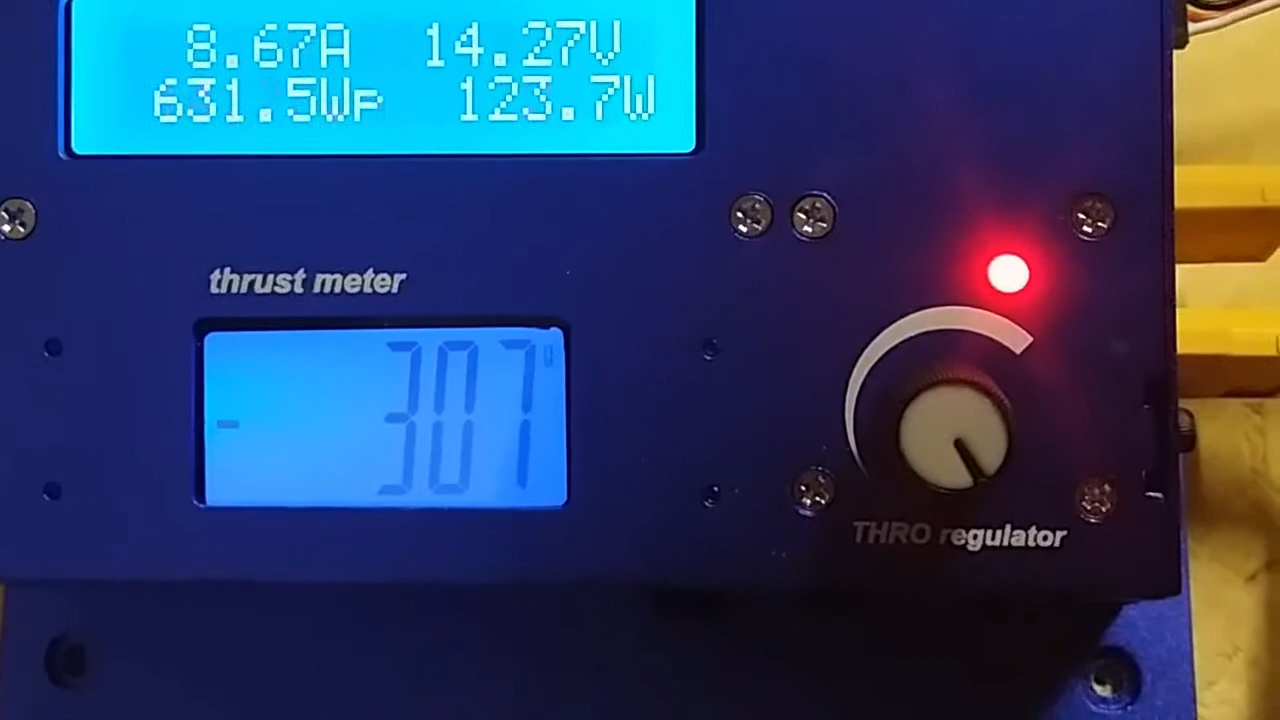 8.67A 14.27V
631.5Wp 123.7W
thrust meter
- 307
THRO regulator